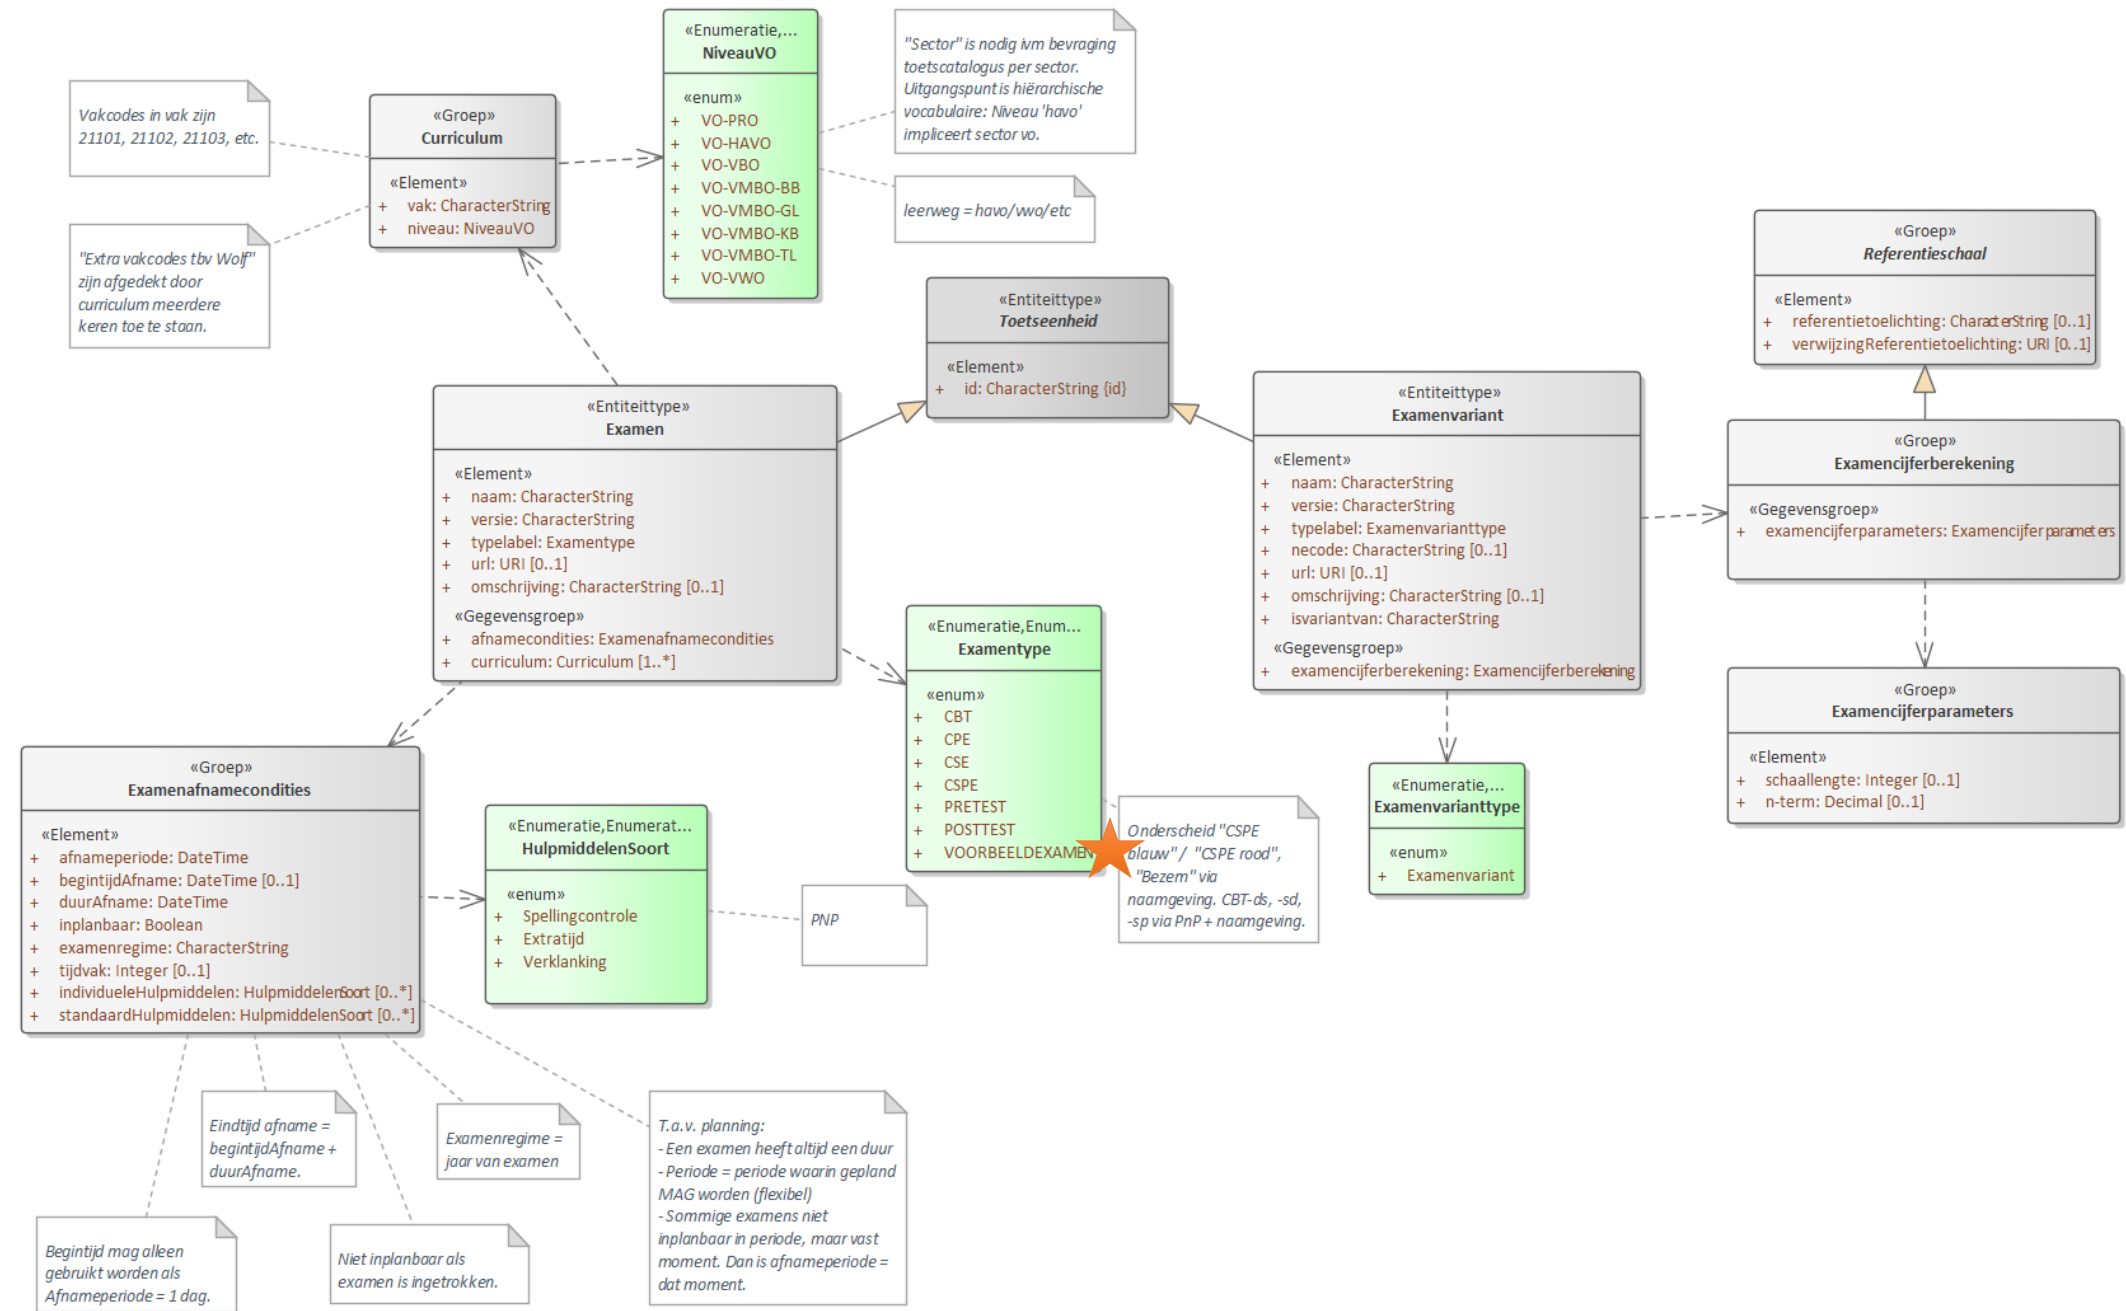 «Enumeratie,...
NiveauVO
«enum»
+ VO-PRO
+ VO-HAVO
+ VO-VBO
+ VO-VMBO-BB
+ VO-VMBO-GL
+ VO-VMBO-KB
+ VO-VMBO-TL
+ VO-VWO
"Sector" is nodig ivm bevraging
toetscatalogus per sector.
Uitgangspunt is hiërarchische
vocabulaire: Niveau 'havo'
impliceert sector vo.
leerweg = havo/vwo/etc
Vakcodes in vak zijn
21101, 21102, 21103, etc.
"Extra vakcodes tbv Wolf"
zijn afgedekt door
curriculum meerdere
keren toe te staan.
«Groep»
Curriculum
«Element»
+ vak: CharacterString
+ niveau: NiveauVO
«Entiteittype»
Toetseenheid
«Element»
+ id: CharacterString {id}
«Groep»
Referentieschaal
«Element»
+ referentietoelichting: CharacterString [0..1]
+ verwijzingReferentietoelichting: URI [0..1]
«Entiteittype»
Examen
«Element»
+ naam: CharacterString
+ versie: CharacterString
+ typelabel: Examentype
+ url: URI [0..1]
+ omschrijving: CharacterString [0..1]
«Gegevensgroep»
+ afnamecondities: Examenafnamecondities
+ curriculum: Curriculum [1..*]
«Entiteittype»
Examenvariant
«Element»
+ naam: CharacterString
+ versie: CharacterString
+ typelabel: Examenvarianttype
+ necode: CharacterString [0..1]
+ url: URI [0..1]
+ omschrijving: CharacterString [0..1]
+ isvariantvan: CharacterString
«Gegevensgroep»
+ examencijferberekening: Examencijferberekening
«Groep»
Examencijferberekening
«Gegevensgroep»
+ examencijferparameters: Examencijferparameters
«Groep»
Examencijferparameters
«Element»
+ schaallengte: Integer [0..1]
+ n-term: Decimal [0..1]
«Enumeratie,Enum...
Examentype
«enum»
+ CBT
+ CPE
+ CSE
+ CSPE
+ PRETEST
+ POSTTEST
+ VOORBEELDEXAMEN
Onderscheid "CSPE
blauw" / "CSPE rood",
"Bezem" via
naamgeving. CBT-ds, -sd,
-sp via PnP + naamgeving.
«Enumeratie,...
Examenvarianttype
«enum»
+ Examenvariant
«Groep»
Examenafnamecondities
«Element»
+ afnameperiode: DateTime
+ begintijdAfname: DateTime [0..1]
+ duurAfname: DateTime
+ inplanbaar: Boolean
+ examenregime: CharacterString
+ tijdvak: Integer [0..1]
+ individueleHulpmiddelen: HulpmiddelenSoort [0..*]
+ standaardHulpmiddelen: HulpmiddelenSoort [0..*]
«Enumeratie,Enumerat...
HulpmiddelenSoort
«enum»
+ Spellingcontrole
+ Extratijd
+ Verklanking
PNP
Eindtijd afname =
begintijdAfname +
duurAfname.
Examenregime =
jaar van examen
T.a.v. planning:
- Een examen heeft altijd een duur
- Periode = periode waarin gepland
MAG worden (flexibel)
- Sommige examens niet
inplanbaar in periode, maar vast
moment. Dan is afnameperiode =
dat moment.
Begintijd mag alleen
gebruikt worden als
Afnameperiode = 1 dag.
Niet inplanbaar als
examen is ingetrokken.